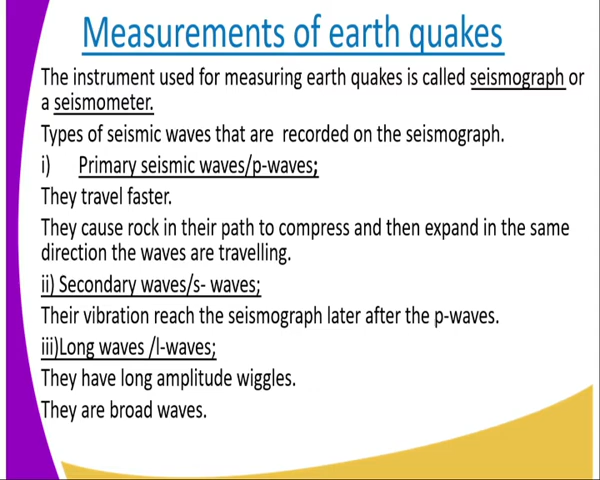 Measurements of earth quakes
The instrument used for measuring earth quakes is called seismograph or
a seismometer.
Types of seismic waves that are recorded on the seismograph.
i) Primary seismic waves/p-waves;
They travel faster.
They cause rock in their path to compress and then expand in the same
direction the waves are travelling.
ii) Secondary waves/s- waves;
Their vibration reach the seismograph later after the p-waves.
iii)Long waves /l-waves;
They have long amplitude wiggles.
They are broad waves.